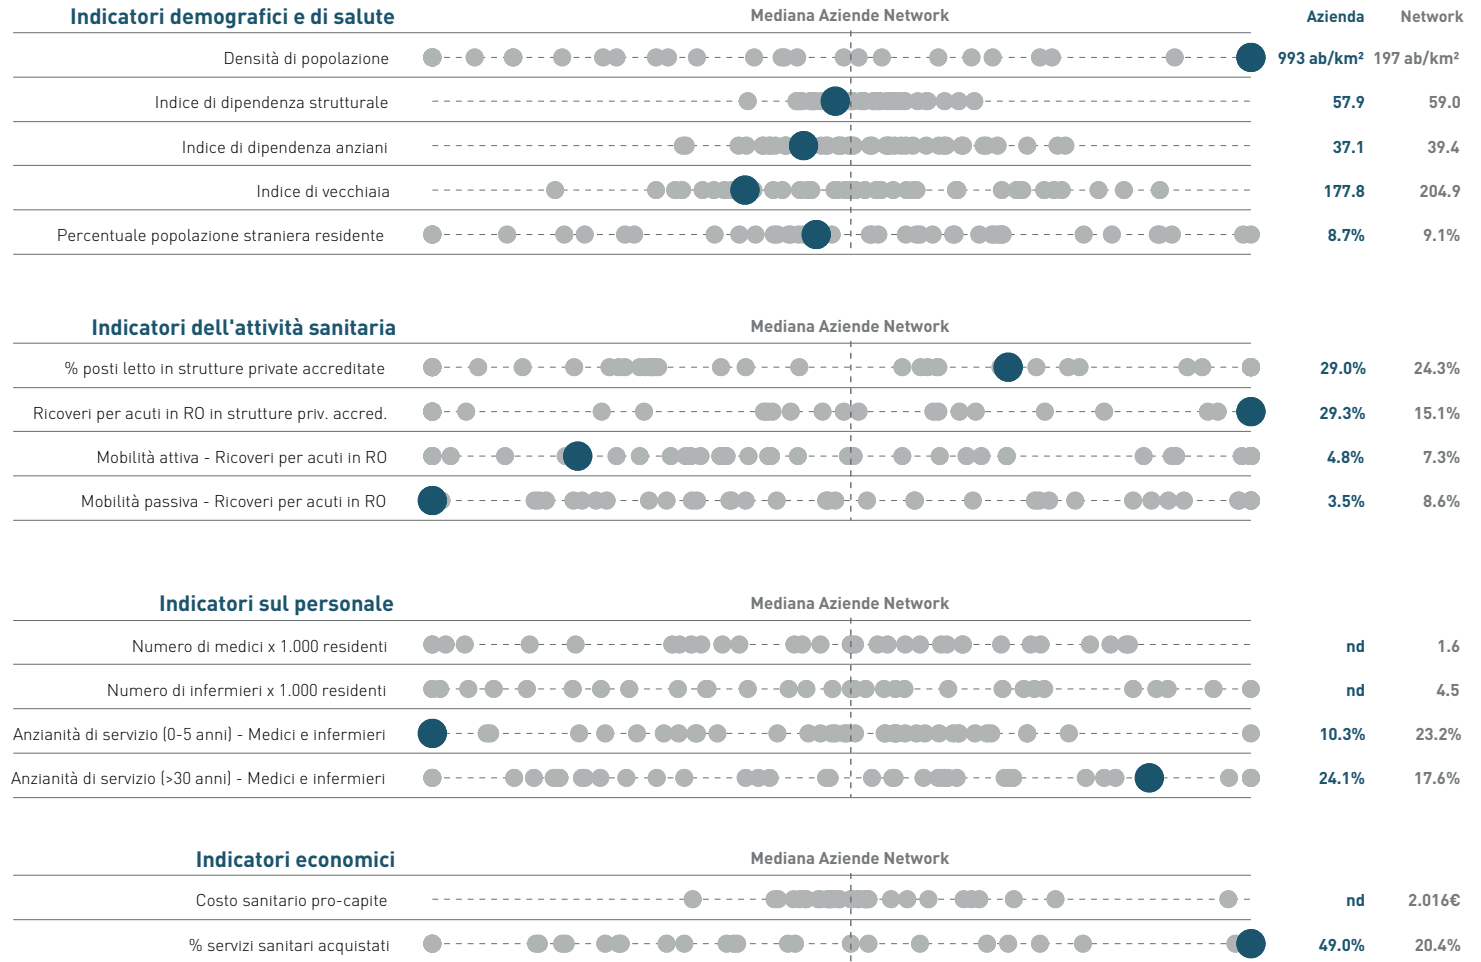 Indicatori demografici e di salute Mediana Aziende Network Azienda Network
Densità di popolazione 993 ab/km² 197 ab/km²
Indice di dipendenza strutturale 57.9 59.0
Indice di dipendenza anziani 37.1 39.4
Indice di vecchiaia 177.8 204.9
Percentuale popolazione straniera residente 8.7% 9.1%
Indicatori dell'attività sanitaria Mediana Aziende Network
% posti letto in strutture private accreditate 29.0% 24.3%
Ricoveri per acuti in RO in strutture priv. accred. 29.3% 15.1%
Mobilità attiva - Ricoveri per acuti in RO 4.8% 7.3%
Mobilità passiva - Ricoveri per acuti in RO 3.5% 8.6%
Indicatori sul personale Mediana Aziende Network
Numero di medici x 1.000 residenti nd 1.6
Numero di infermieri x 1.000 residenti nd 4.5
Anzianità di servizio (0-5 anni) - Medici e infermieri 10.3% 23.2%
Anzianità di servizio (>30 anni) - Medici e infermieri 24.1% 17.6%
Indicatori economici Mediana Aziende Network
Costo sanitario pro-capite nd 2.016€
% servizi sanitari acquistati 49.0% 20.4%